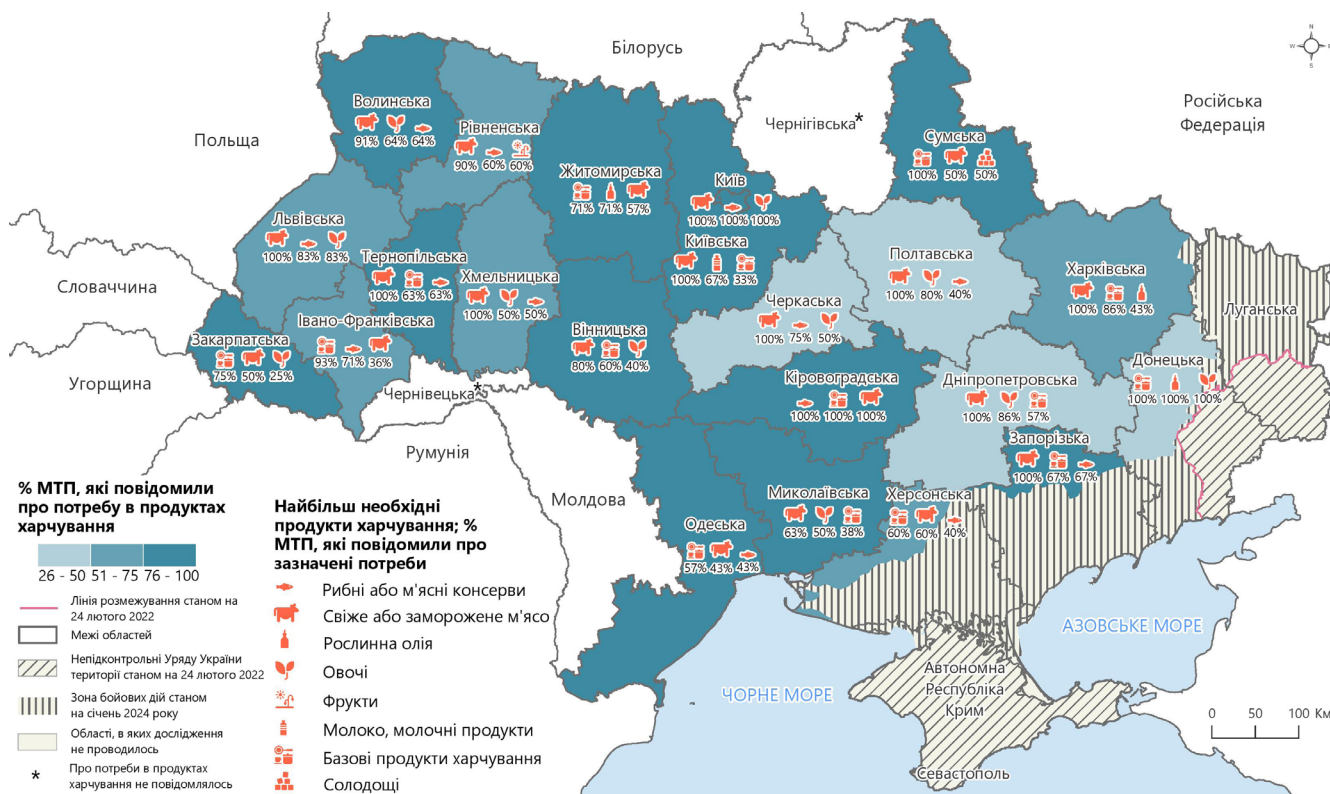 Білорусь
Польща
Російська
Федерація
Словаччина
Угорщина
Румунія
Молдова
Волинська
91% 64% 64%
Рівненська
90% 60% 60%
Житомирська
71% 71% 57%
Київ
100% 100% 100%
Київська
100% 67% 33%
Чернігівська*
Сумська
100% 50% 50%
Львівська
100% 83% 83%
Тернопільська
100% 63% 63%
Хмельницька
100% 50% 50%
Полтавська
100% 80% 40%
Харківська
100% 86% 43%
Луганська
Закарпатська
75% 50% 25%
Івано-Франківська
93% 71% 36%
Чернівецька*
Вінницька
80% 60% 40%
Черкаська
100% 75% 50%
Кіровоградська
100% 100% 100%
Дніпропетровська
100% 86% 57%
Донецька
100% 100% 100%
Запорізька
100% 67% 67%
Одеська
57% 43% 43%
Миколаївська
63% 50% 38%
Херсонська
60% 60% 40%
АЗОВСЬКЕ МОРЕ
ЧОРНЕ МОРЕ
Автономна
Республіка
Крим
Севастополь
N
W
E
S
0 50 100 Км
% МТП, які повідомили
про потребу в продуктах
харчування
26 - 50 51 - 75 76 - 100
Лінія розмежування станом на
24 лютого 2022
Межі областей
Непідконтрольні Уряду України
території станом на 24 лютого 2022
Зона бойових дій станом
на січень 2024 року
Області, в яких дослідження
не проводилось
* Про потреби в продуктах
харчування не повідомлялось
Найбільш необхідні
продукти харчування; %
МТП, які повідомили про
зазначені потреби
Рибні або м'ясні консерви
Свіже або заморожене м'ясо
Рослинна олія
Овочі
Фрукти
Молоко, молочні продукти
Базові продукти харчування
Солодощі